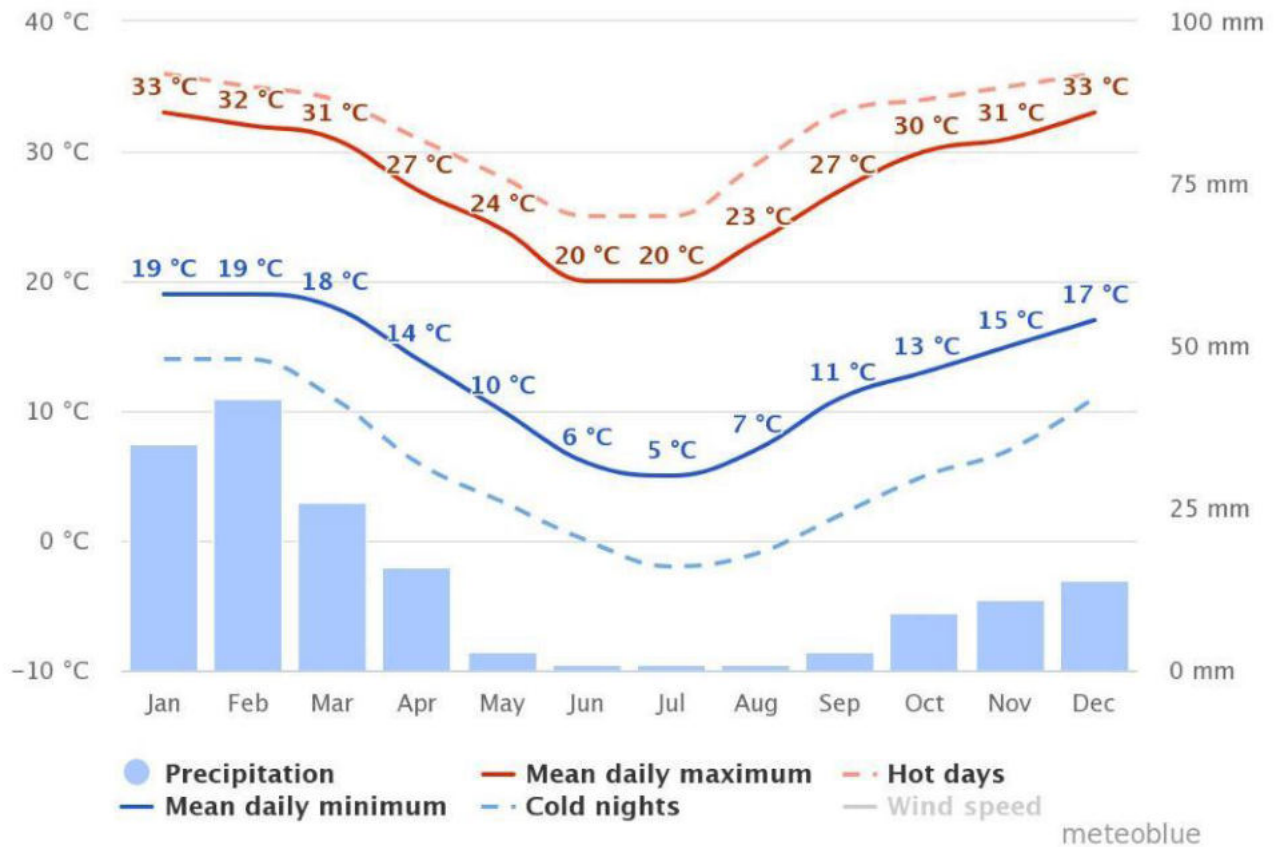 40 °C
100 mm
33 °C 32 °C 31 °C 27 °C 24 °C 20 °C 20 °C 23 °C 27 °C 30 °C 31 °C 33 °C
30 °C
75 mm
19 °C 19 °C 18 °C 14 °C 10 °C 6 °C 5 °C 7 °C 11 °C 13 °C 15 °C 17 °C
20 °C
50 mm
10 °C
25 mm
0 °C
-10 °C
0 mm
Jan Feb Mar Apr May Jun Jul Aug Sep Oct Nov Dec
Precipitation Mean daily maximum Hot days
Mean daily minimum Cold nights Wind speed
meteoblue